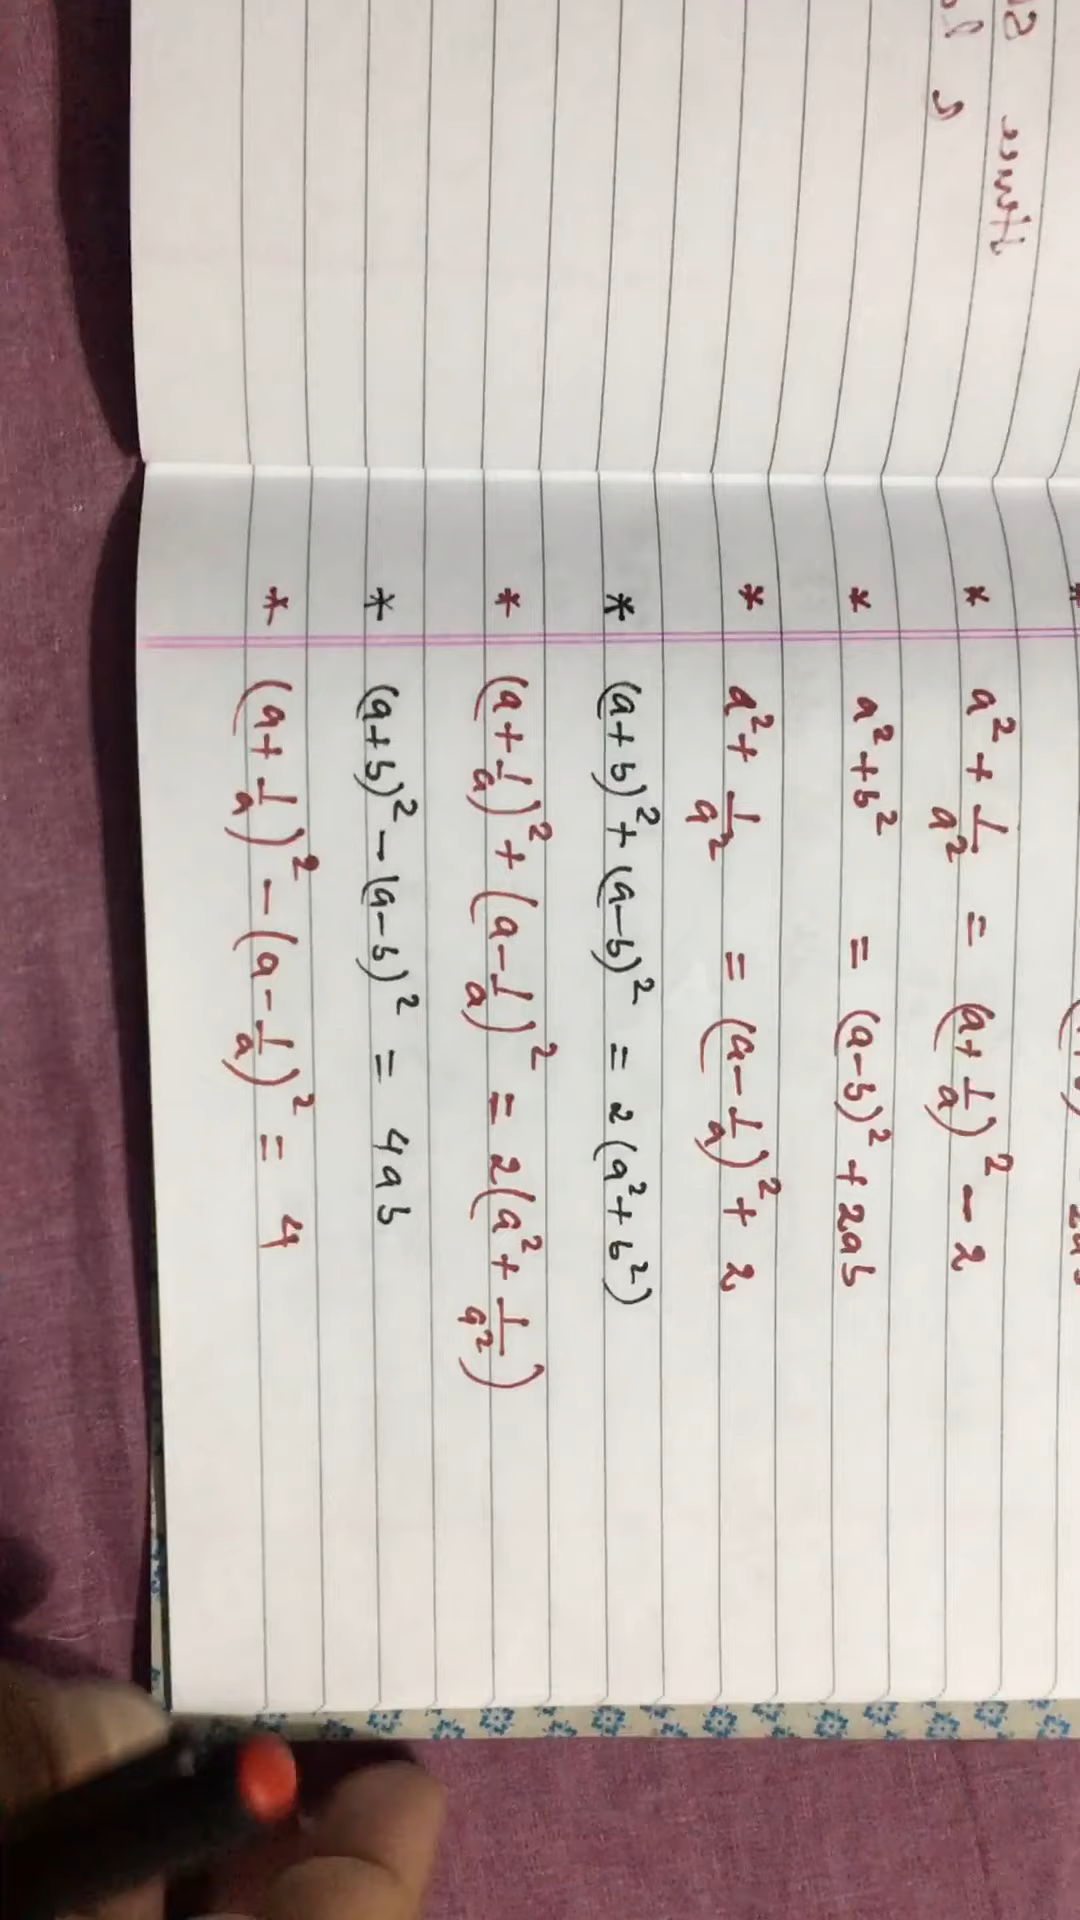 * a² + 1/a² = (a + 1/a)² - 2
* a² + b² = (a - b)² + 2ab
* a² + 1/a² = (a - 1/a)² + 2
* (a + b)² + (a - b)² = 2(a² + b²)
* (a + 1/a)² + (a - 1/a)² = 2(a² + 1/a²)
* (a + b)² - (a - b)² = 4ab
* (a + 1/a)² - (a - 1/a)² = 4